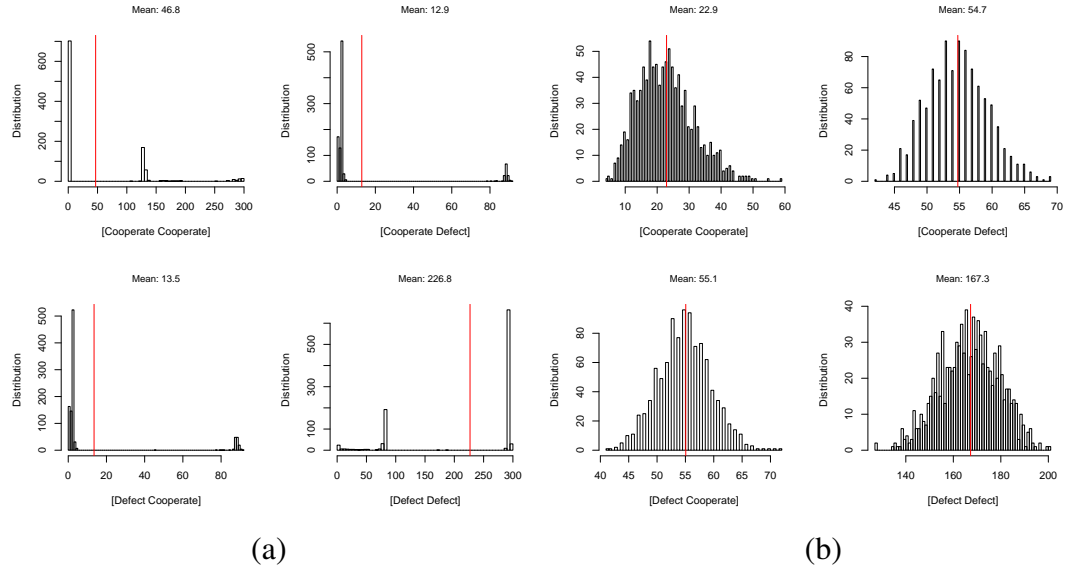 Mean: 46.8
Distribution
0 100 200 400 600
0 50 100 150 200 250 300
[Cooperate Cooperate]
Mean: 12.9
Distribution
0 100 200 300 400 500
0 20 40 60 80
[Cooperate Defect]
Mean: 22.9
Distribution
0 10 20 30 40 50
10 20 30 40 50 60
[Cooperate Cooperate]
Mean: 54.7
Distribution
0 20 40 60 80
45 50 55 60 65 70
[Cooperate Defect]
Mean: 13.5
Distribution
0 100 200 300 400 500
0 20 40 60 80
[Defect Cooperate]
Mean: 226.8
Distribution
0 100 200 400 600
0 50 100 150 200 250 300
[Defect Defect]
Mean: 55.1
Distribution
0 20 40 60 80
40 45 50 55 60 65 70
[Defect Cooperate]
Mean: 167.3
Distribution
0 10 20 30 40
140 160 180 200
[Defect Defect]
(a)
(b)